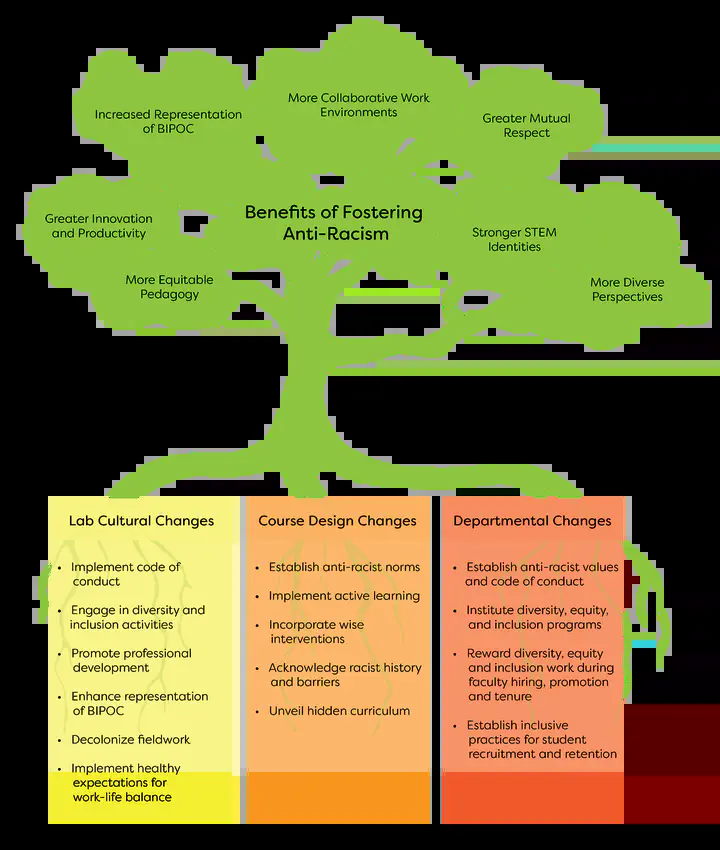 Increased Representation
of BIPOC
More Collaborative Work
Environments
Greater Mutual
Respect
Greater Innovation
and Productivity
Benefits of Fostering
Anti-Racism
Stronger STEM
Identities
More Equitable
Pedagogy
More Diverse
Perspectives
Lab Cultural Changes
• Implement code of
conduct
• Engage in diversity and
inclusion activities
• Promote professional
development
• Enhance representation
of BIPOC
• Decolonize fieldwork
• Implement healthy
expectations for
work-life balance
Course Design Changes
• Establish anti-racist norms
• Implement active learning
• Incorporate wise
interventions
• Acknowledge racist history
and barriers
• Unveil hidden curriculum
Departmental Changes
• Establish anti-racist values
and code of conduct
• Institute diversity, equity,
and inclusion programs
• Reward diversity, equity
and inclusion work during
faculty hiring, promotion
and tenure
• Establish inclusive
practices for student
recruitment and retention